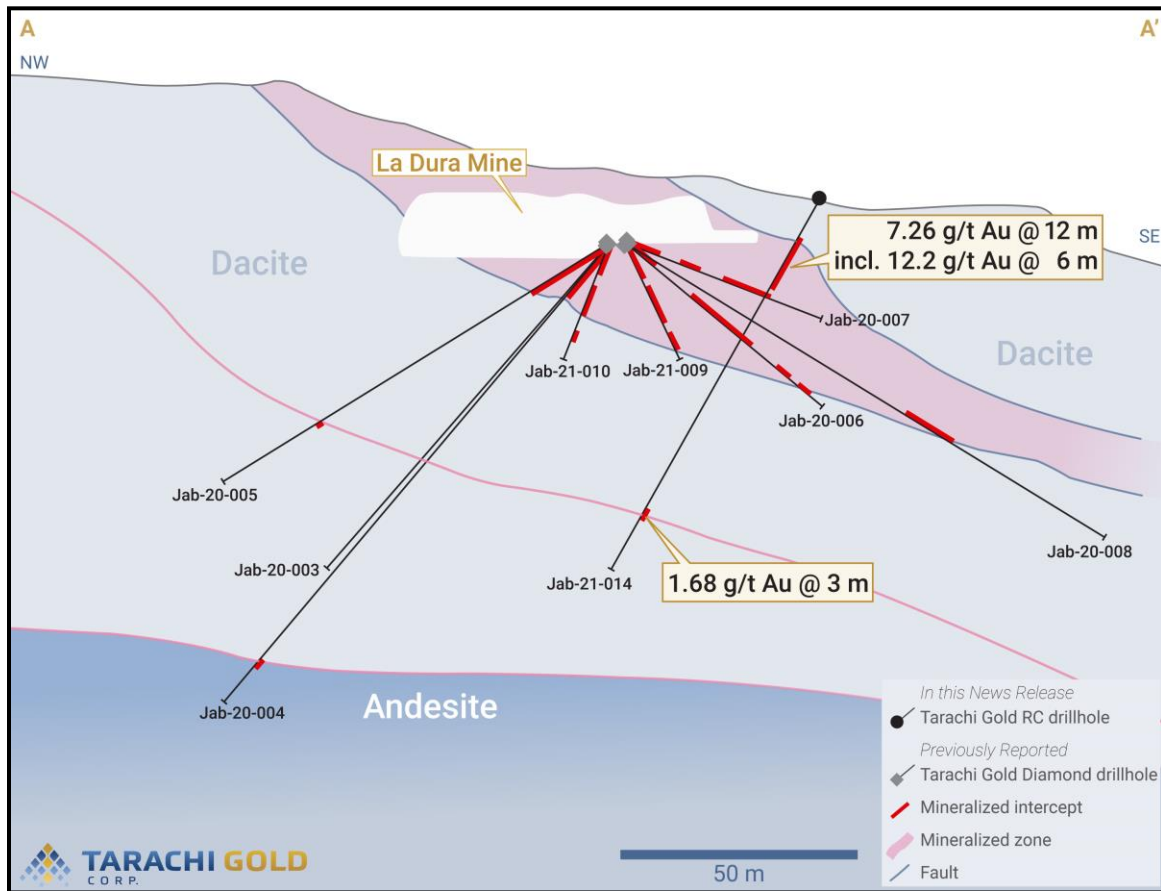 A
A'
NW
La Dura Mine
7.26 g/t Au @ 12 m
incl. 12.2 g/t Au @ 6 m
SE
Dacite
Jab-20-007
Dacite
Jab-21-010
Jab-21-009
Jab-20-006
Jab-20-005
Jab-20-008
Jab-20-003
Jab-21-014
1.68 g/t Au @ 3 m
Jab-20-004
Andesite
In this News Release
Tarachi Gold RC drillhole
Previously Reported
Tarachi Gold Diamond drillhole
Mineralized intercept
Mineralized zone
Fault
TARACHI GOLD
CORP.
50 m